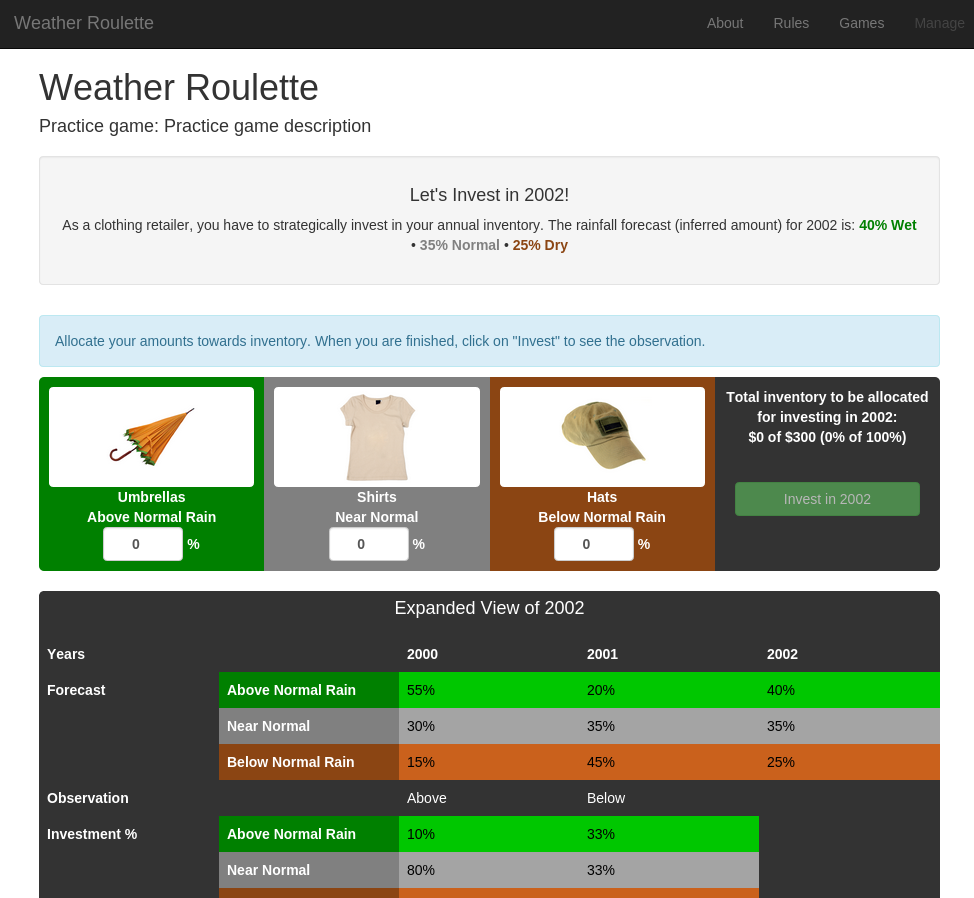 Weather Roulette About Rules Games Manage
Weather Roulette
Practice game: Practice game description
Let's Invest in 2002!
As a clothing retailer, you have to strategically invest in your annual inventory. The rainfall forecast (inferred amount) for 2002 is: 40% Wet
• 35% Normal • 25% Dry
Allocate your amounts towards inventory. When you are finished, click on "Invest" to see the observation.
Umbrellas
Above Normal Rain
0 %
Shirts
Near Normal
0 %
Hats
Below Normal Rain
0 %
Total inventory to be allocated
for investing in 2002:
$0 of $300 (0% of 100%)
Invest in 2002
Expanded View of 2002
Years 2000 2001 2002
Forecast Above Normal Rain 55% 20% 40%
Near Normal 30% 35% 35%
Below Normal Rain 15% 45% 25%
Observation Above Below
Investment % Above Normal Rain 10% 33%
Near Normal 80% 33%